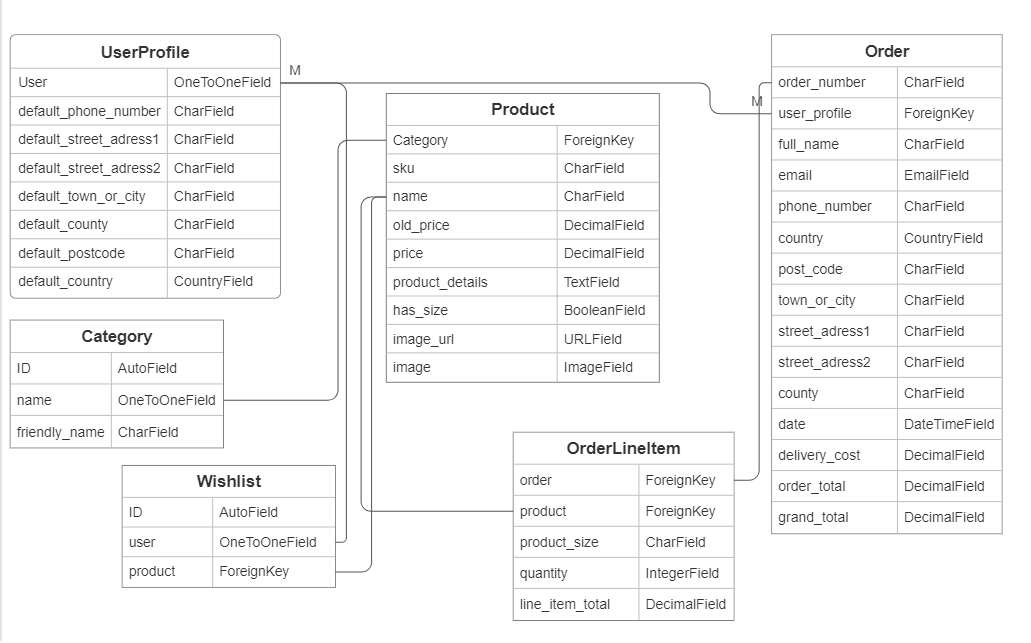 UserProfile
User OneToOneField
default_phone_number CharField
default_street_adress1 CharField
default_street_adress2 CharField
default_town_or_city CharField
default_county CharField
default_postcode CharField
default_country CountryField
M
Product
Category ForeignKey
sku CharField
name CharField
old_price DecimalField
price DecimalField
product_details TextField
has_size BooleanField
image_url URLField
image ImageField
M
Order
order_number CharField
user_profile ForeignKey
full_name CharField
email EmailField
phone_number CharField
country CountryField
post_code CharField
town_or_city CharField
street_adress1 CharField
street_adress2 CharField
county CharField
date DateTimeField
delivery_cost DecimalField
order_total DecimalField
grand_total DecimalField
Category
ID AutoField
name OneToOneField
friendly_name CharField
Wishlist
ID AutoField
user OneToOneField
product ForeignKey
OrderLineItem
order ForeignKey
product ForeignKey
product_size CharField
quantity IntegerField
line_item_total DecimalField